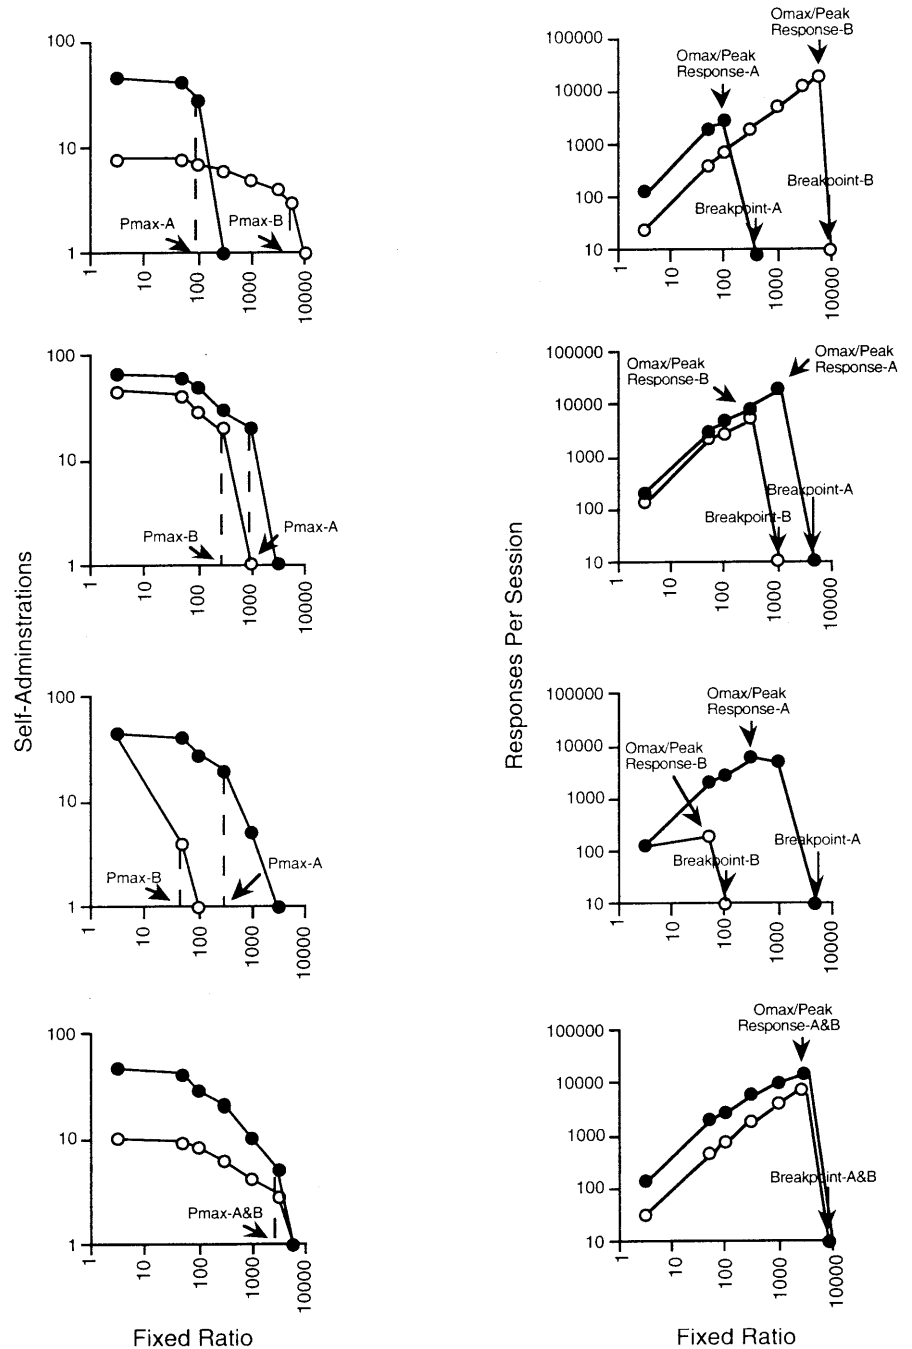 Self-Adminstrations
Responses Per Session
100
10
1
Pmax-A
Pmax-B
1
10
100
1000
10000
Omax/Peak
Response-A
Omax/Peak
Response-B
100000
10000
1000
100
10
Breakpoint-A
Breakpoint-B
1
10
100
1000
10000
100
10
1
Pmax-B
Pmax-A
1
10
100
1000
10000
Omax/Peak
Response-B
Omax/Peak
Response-A
100000
10000
1000
100
10
Breakpoint-A
Breakpoint-B
1
10
100
1000
10000
100
10
1
Pmax-B
Pmax-A
1
10
100
1000
10000
Omax/Peak
Response-A
Omax/Peak
Response-B
100000
10000
1000
100
10
Breakpoint-B
Breakpoint-A
1
10
100
1000
10000
100
10
1
Pmax-A&B
1
10
100
1000
10000
Omax/Peak
Response-A&B
100000
10000
1000
100
10
Breakpoint-A&B
1
10
100
1000
10000
Fixed Ratio
Fixed Ratio